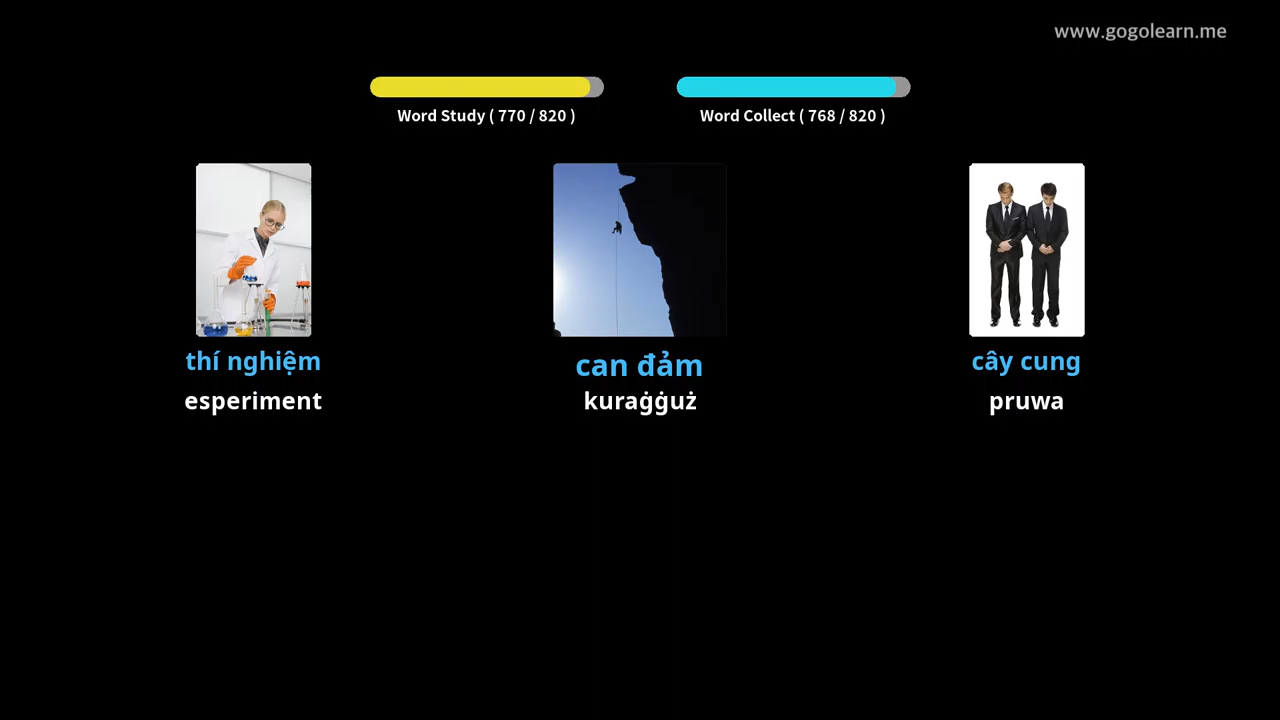 www.gogolearn.me
Word Study ( 770 / 820 )
Word Collect ( 768 / 820 )
thí nghiệm
esperiment
can đảm
kuraġġuż
cây cung
pruwa